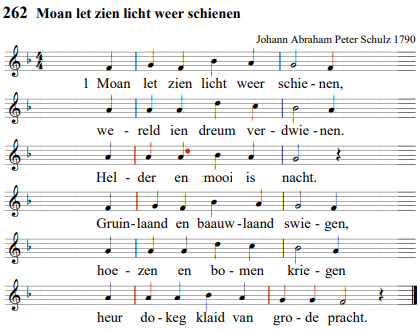 262 Moan let zien licht weer schienen
Johann Abraham Peter Schulz 1790
4
4
1 Moan let zien licht weer schie - nen,
we - reld ien dreum ver - dwie - nen.
Hel - der en mooi is nacht.
Gruin - laand en baauw - laand swie - gen,
hoe - zen en bo - men krie - gen
heur do - keg klaid van gro - de pracht.